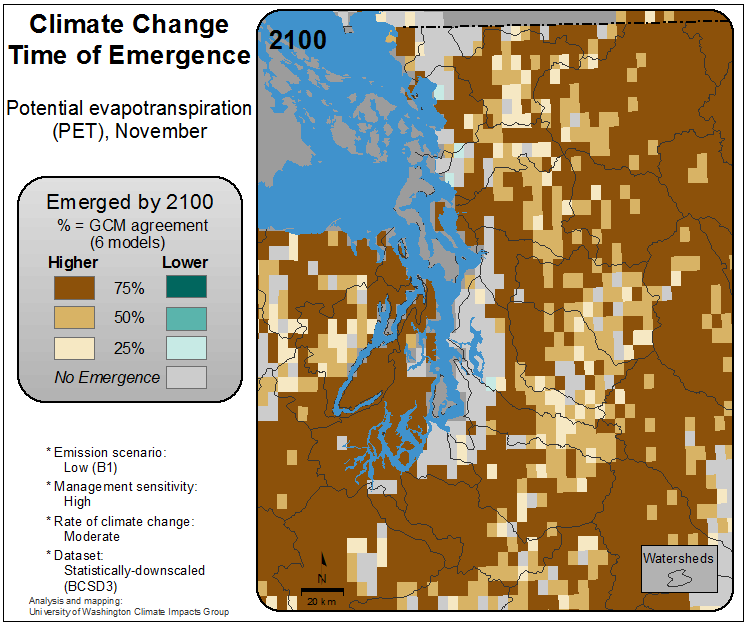 Climate Change
Time of Emergence
Potential evapotranspiration
(PET), November
Emerged by 2100
% = GCM agreement
(6 models)
Higher
Lower
75%
50%
25%
No Emergence
* Emission scenario:
Low (B1)
* Management sensitivity:
High
* Rate of climate change:
Moderate
* Dataset:
Statistically-downscaled
(BCSD3)
Analysis and mapping:
University of Washington Climate Impacts Group
2100
N
20 km
Watersheds